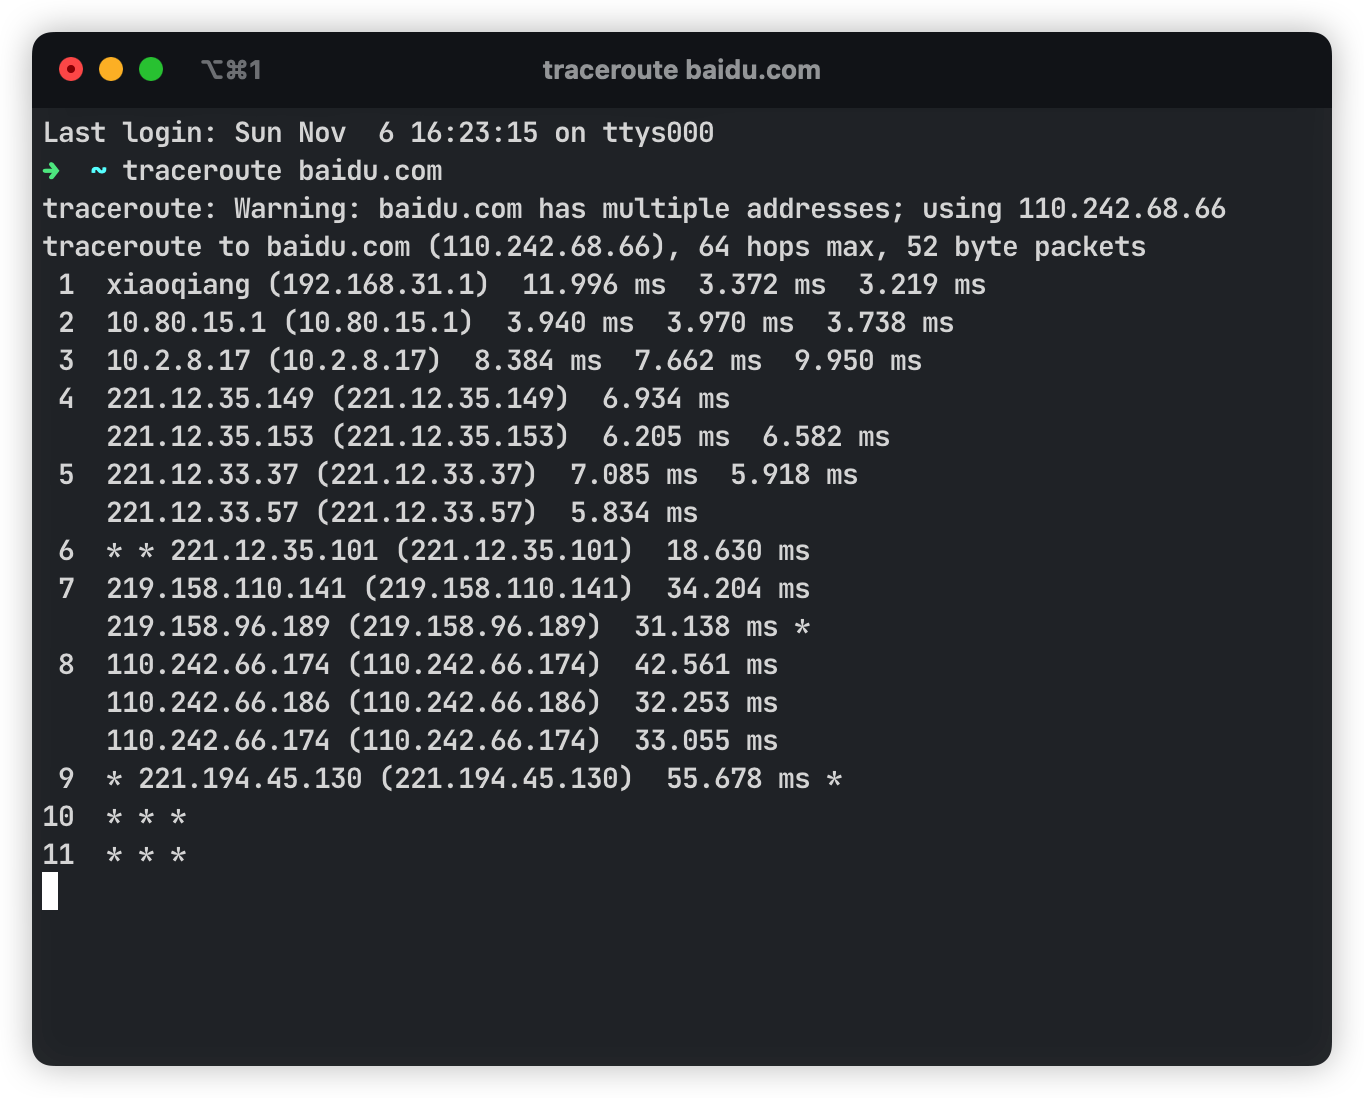 ⌥⌘1 traceroute baidu.com
Last login: Sun Nov  6 16:23:15 on ttys000
➜  ~ traceroute baidu.com
traceroute: Warning: baidu.com has multiple addresses; using 110.242.68.66
traceroute to baidu.com (110.242.68.66), 64 hops max, 52 byte packets
 1  xiaoqiang (192.168.31.1)  11.996 ms  3.372 ms  3.219 ms
 2  10.80.15.1 (10.80.15.1)  3.940 ms  3.970 ms  3.738 ms
 3  10.2.8.17 (10.2.8.17)  8.384 ms  7.662 ms  9.950 ms
 4  221.12.35.149 (221.12.35.149)  6.934 ms
    221.12.35.153 (221.12.35.153)  6.205 ms  6.582 ms
 5  221.12.33.37 (221.12.33.37)  7.085 ms  5.918 ms
    221.12.33.57 (221.12.33.57)  5.834 ms
 6  * * 221.12.35.101 (221.12.35.101)  18.630 ms
 7  219.158.110.141 (219.158.110.141)  34.204 ms
    219.158.96.189 (219.158.96.189)  31.138 ms *
 8  110.242.66.174 (110.242.66.174)  42.561 ms
    110.242.66.186 (110.242.66.186)  32.253 ms
    110.242.66.174 (110.242.66.174)  33.055 ms
 9  * 221.194.45.130 (221.194.45.130)  55.678 ms *
10  * * *
11  * * *